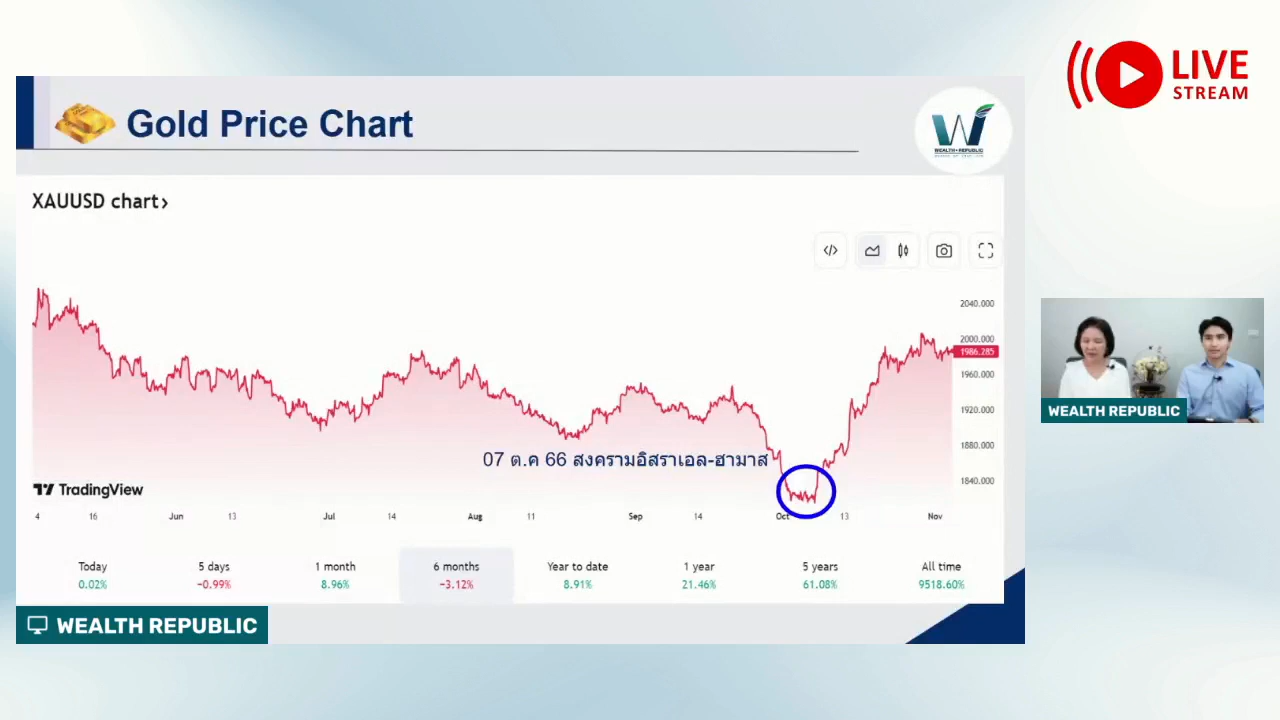 LIVE
STREAM
Gold Price Chart
WEALTH•REPUBLIC
XAUUSD chart›
2040.000
2000.000
1986.285
1960.000
1920.000
1880.000
1840.000
07 ต.ค 66 สงครามอิสราเอล-ฮามาส
TradingView
4 16 Jun 13 Jul 14 Aug 11 Sep 14 Oct 13 Nov
Today 5 days 1 month 6 months Year to date 1 year 5 years All time
0.02% −0.99% 8.96% −3.12% 8.91% 21.46% 61.08% 9518.60%
WEALTH REPUBLIC
WEALTH REPUBLIC